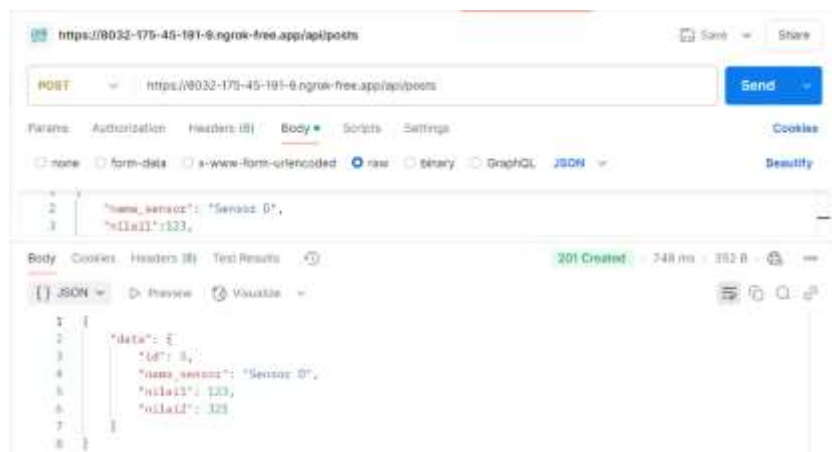 https://8032-175-45-191-9.ngrok-free.app/api/posts
Save
Share
POST
https://8032-175-45-191-9.ngrok-free.app/api/posts
Send
Params
Authorization
Headers (8)
Body
Scripts
Settings
Cookies
none
form-data
x-www-form-urlencoded
raw
binary
GraphQL
JSON
Beautify
2 "nama_sensor": "Sensor D",
3 "nilai1":123,
Body
Cookies
Headers (8)
Test Results
201 Created
748 ms
352 B
{} JSON
Preview
Visualize
1 {
2 "data": {
3 "id": 3,
4 "nama_sensor": "Sensor D",
5 "nilai1": 123,
6 "nilai2": 321
7 }
8 }